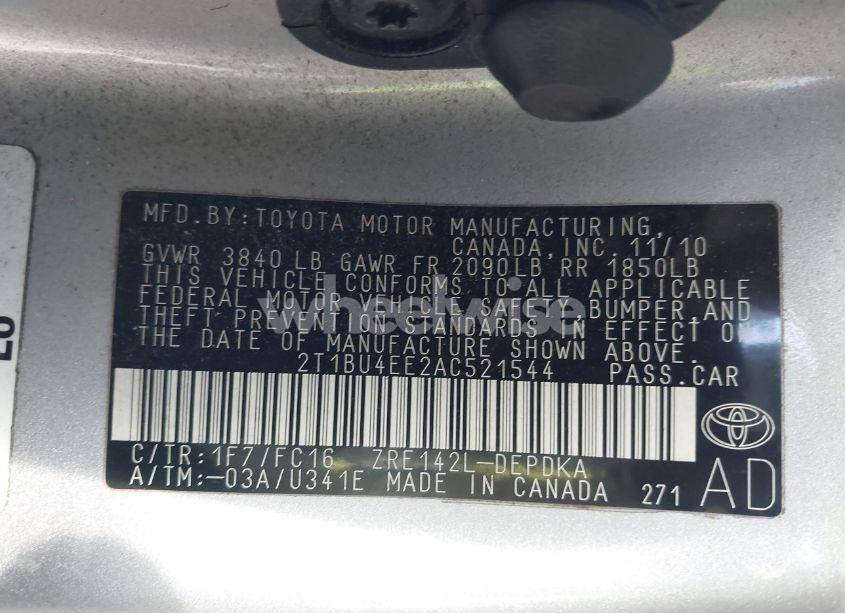 MFD.BY:TOYOTA MOTOR MANUFACTURING,
CANADA,INC. 11/10
GVWR 3840 LB GAWR FR 2090LB RR 1850LB
THIS VEHICLE CONFORMS TO ALL APPLICABLE
FEDERAL MOTOR VEHICLE SAFETY,BUMPER,AND
THEFT PREVENTION STANDARDS IN EFFECT ON
THE DATE OF MANUFACTURE SHOWN ABOVE.
2T1BU4EE2AC521544 PASS.CAR
C/TR:1F7/FC16 ZRE142L-DEPDKA
A/TM:-03A/U341E MADE IN CANADA 271
AD
wheelwise